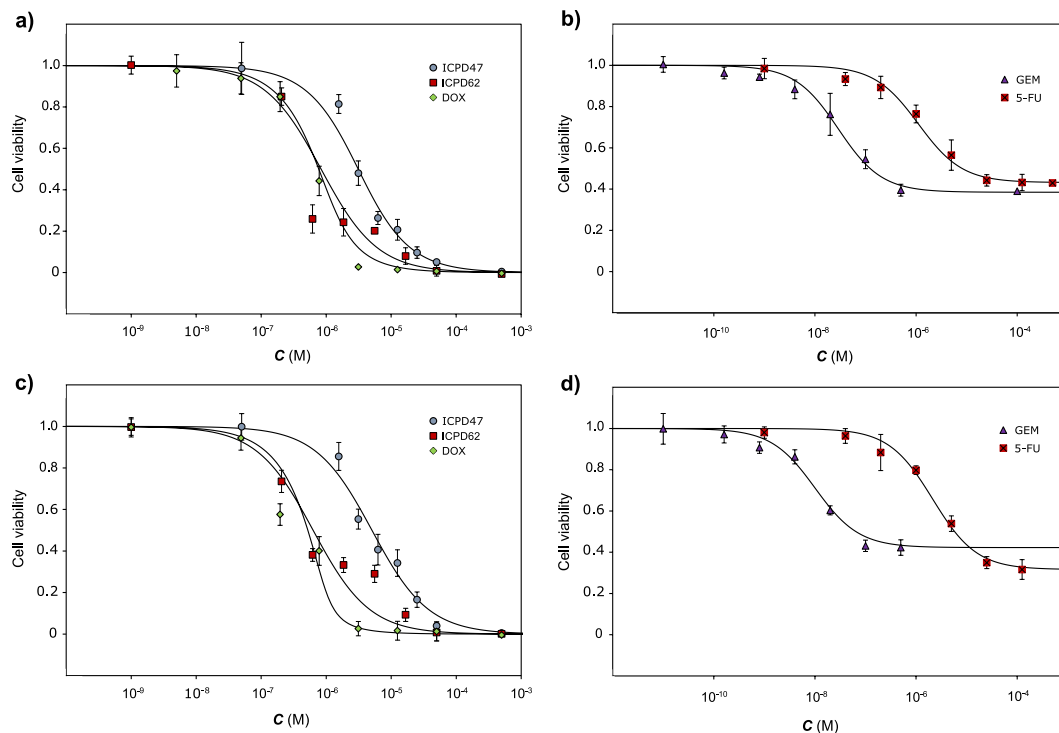 a)
Cell viability
1.0
0.8
0.6
0.4
0.2
0
ICPD47
ICPD62
DOX
10⁻⁹ 10⁻⁸ 10⁻⁷ 10⁻⁶ 10⁻⁵ 10⁻⁴ 10⁻³
C (M)
b)
Cell viability
1.0
0.8
0.6
0.4
0.2
0
GEM
5-FU
10⁻¹⁰ 10⁻⁸ 10⁻⁶ 10⁻⁴
C (M)
c)
Cell viability
1.0
0.8
0.6
0.4
0.2
0
ICPD47
ICPD62
DOX
10⁻⁹ 10⁻⁸ 10⁻⁷ 10⁻⁶ 10⁻⁵ 10⁻⁴ 10⁻³
C (M)
d)
Cell viability
1.0
0.8
0.6
0.4
0.2
0
GEM
5-FU
10⁻¹⁰ 10⁻⁸ 10⁻⁶ 10⁻⁴
C (M)